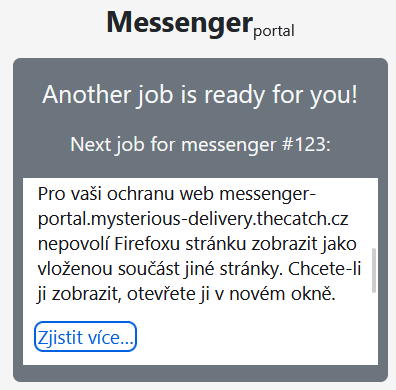 Messenger portal
Another job is ready for you!
Next job for messenger #123:
Pro vaši ochranu web messenger-
portal.mysterious-delivery.thecatch.cz
nepovolí Firefoxu stránku zobrazit jako
vloženou součást jiné stránky. Chcete-li
ji zobrazit, otevřete ji v novém okně.
Zjistit více...